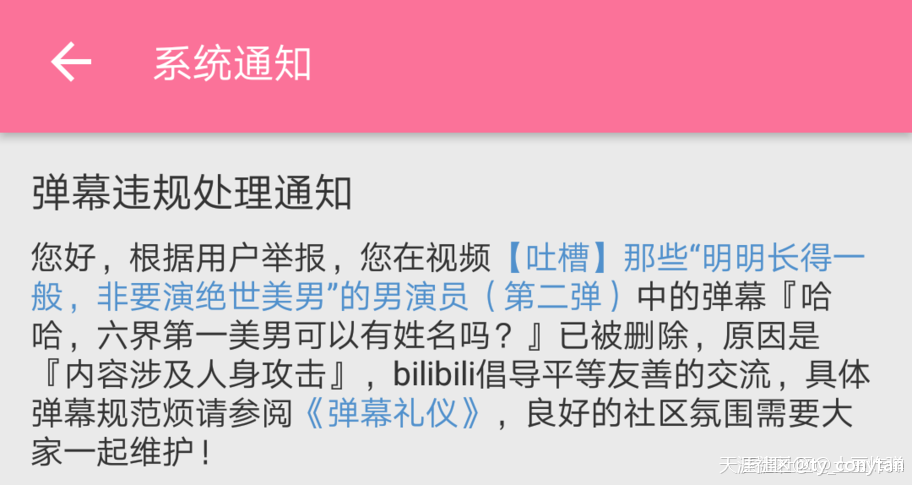 系统通知
弹幕违规处理通知
您好，根据用户举报，您在视频【吐槽】那些“明明长得一
般，非要演绝世美男”的男演员（第二弹）中的弹幕『哈
哈，六界第一美男可以有姓名吗？』已被删除，原因是
『内容涉及人身攻击』，bilibili倡导平等友善的交流，具体
弹幕规范烦请参阅《弹幕礼仪》，良好的社区氛围需要大
家一起维护！
天涯社区@ty_conytan